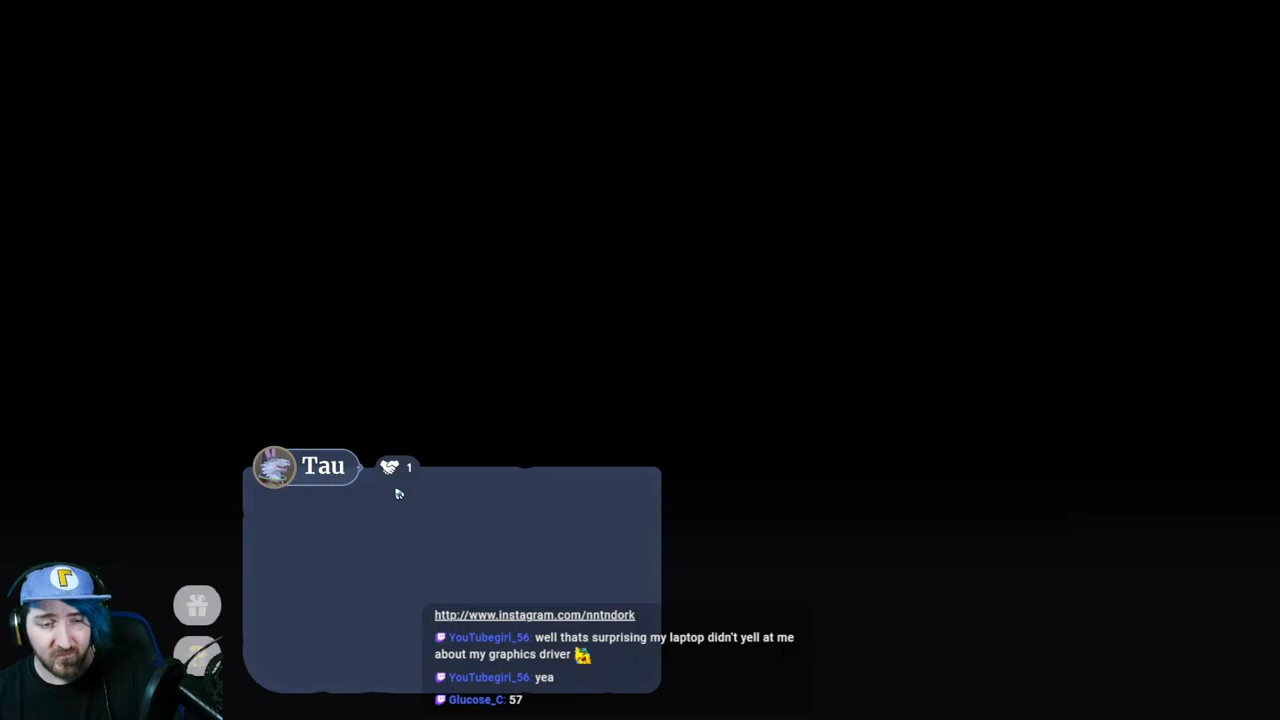 Tau
1
http://www.instagram.com/nntndork
YouTubegirl_56: well thats surprising my laptop didn't yell at me
about my graphics driver
YouTubegirl_56: yea
Glucose_C: 57